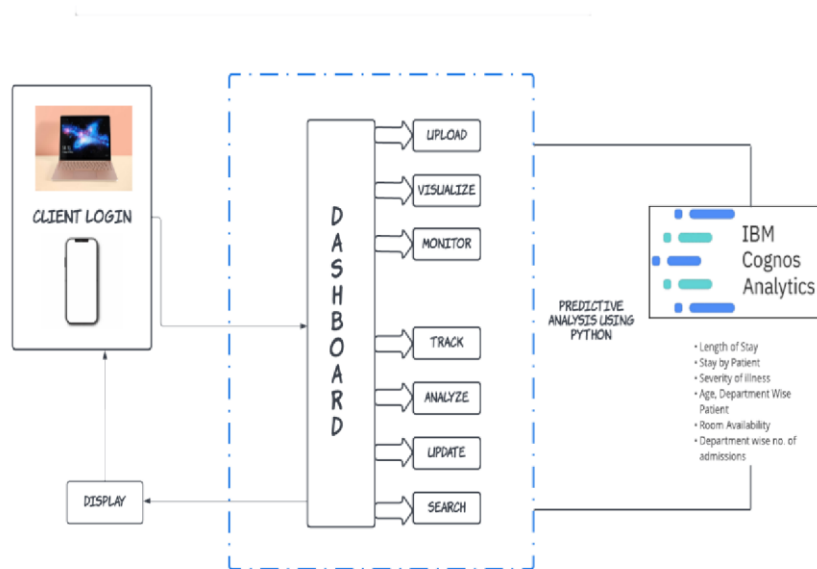 CLIENT LOGIN
DASHBOARD
UPLOAD
VISUALIZE
MONITOR
TRACK
ANALYZE
UPDATE
SEARCH
DISPLAY
PREDICTIVE
ANALYSIS USING
PYTHON
IBM
Cognos
Analytics
• Length of Stay
• Stay by Patient
• Severity of illness
• Age, Department Wise
Patient
• Room Availability
• Department wise no. of
admissions